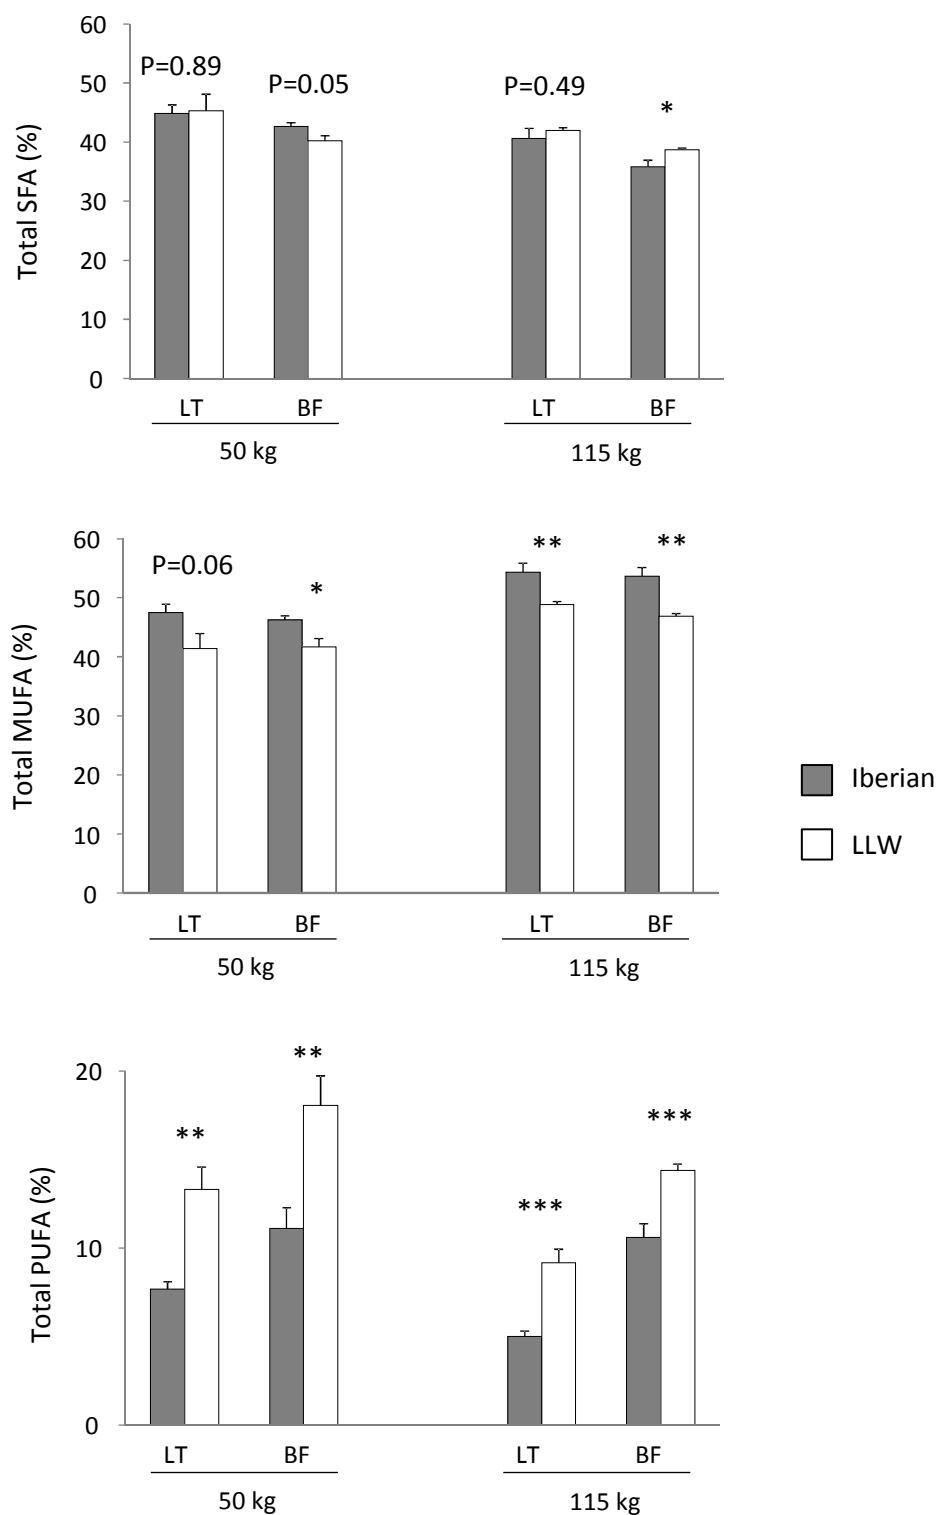 60
P=0.89
P=0.05
P=0.49
*
50
40
30
20
10
0
Total SFA (%)
LT BF LT BF
50 kg 115 kg
60
P=0.06
*
**
**
50
40
30
20
10
0
Total MUFA (%)
LT BF LT BF
50 kg 115 kg
Iberian
LLW
20
**
**
***
***
10
0
Total PUFA (%)
LT BF LT BF
50 kg 115 kg